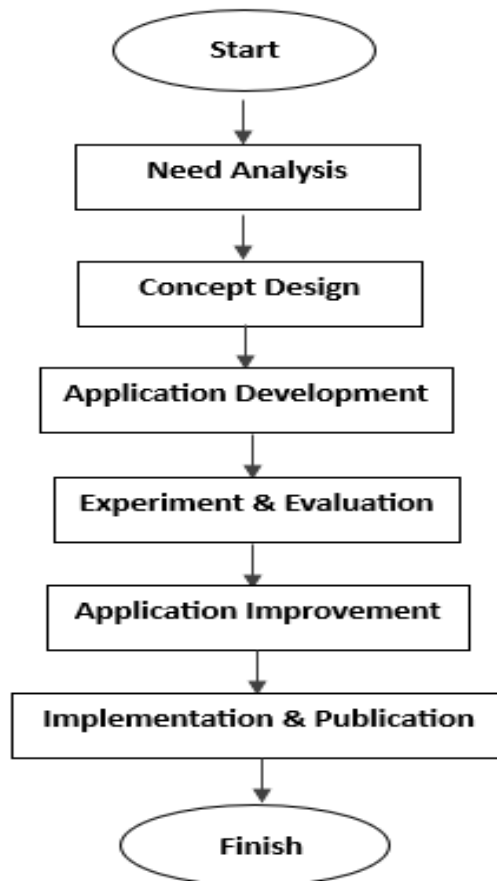 Start
Need Analysis
Concept Design
Application Development
Experiment & Evaluation
Application Improvement
Implementation & Publication
Finish